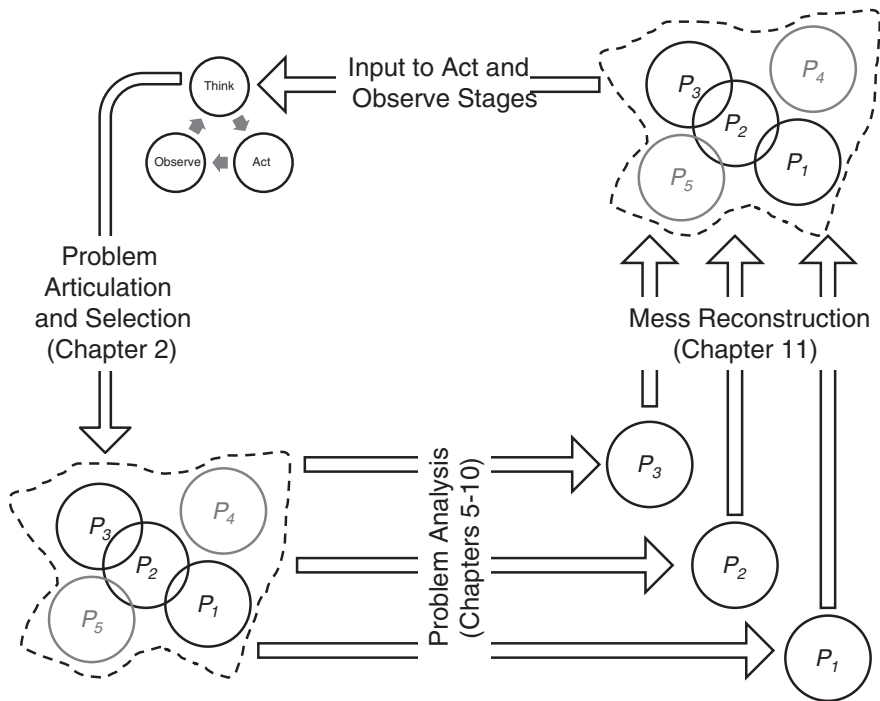 Think
Observe
Act
Input to Act and
Observe Stages
P3
P4
P2
P5
P1
Problem
Articulation
and Selection
(Chapter 2)
Mess Reconstruction
(Chapter 11)
P3
P4
P2
P5
P1
Problem Analysis
(Chapters 5-10)
P3
P2
P1